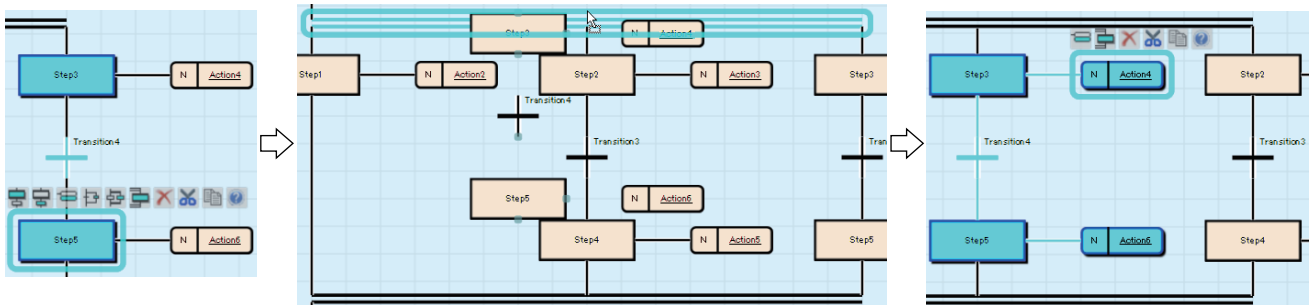 Step3
N Action4
Transition4
Step5
N Action6
Step3
N Action4
Step1
N Action2
Step2
N Action3
Step3
Transition4
Transition3
Tran
Step5
N Action6
Step4
N Action5
Step5
Step3
N Action4
Step2
Transition4
Transition3
Step5
N Action6
Step4